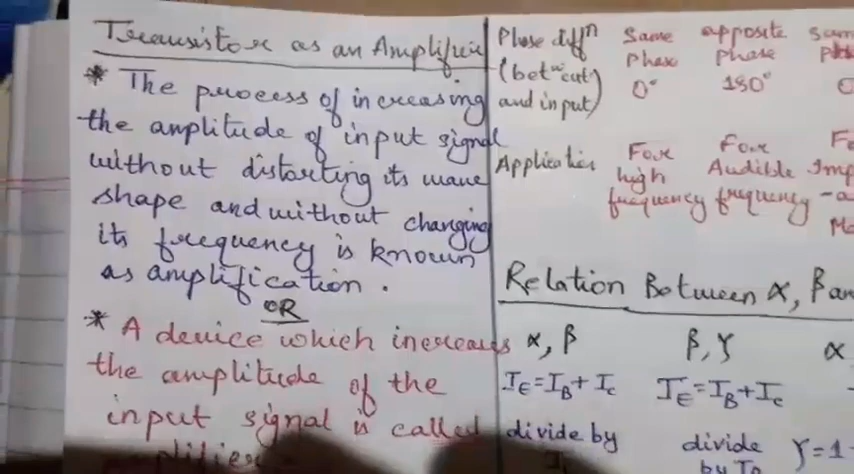 Transistor as an Amplifier
* The process of increasing
the amplitude of input signal
without distorting its wave
shape and without changing
its frequency is known
as amplification.
OR
* A device which increases
the amplitude of the
input signal is called
Phase diffn Same opposite
(betn out Phase Phase
and input) 0° 180°
Application For For
high Audible
frequency frequency
Relation Between α, β
α, β β, γ α
IE=IB+IC IE=IB+IC
divide by divide γ=1